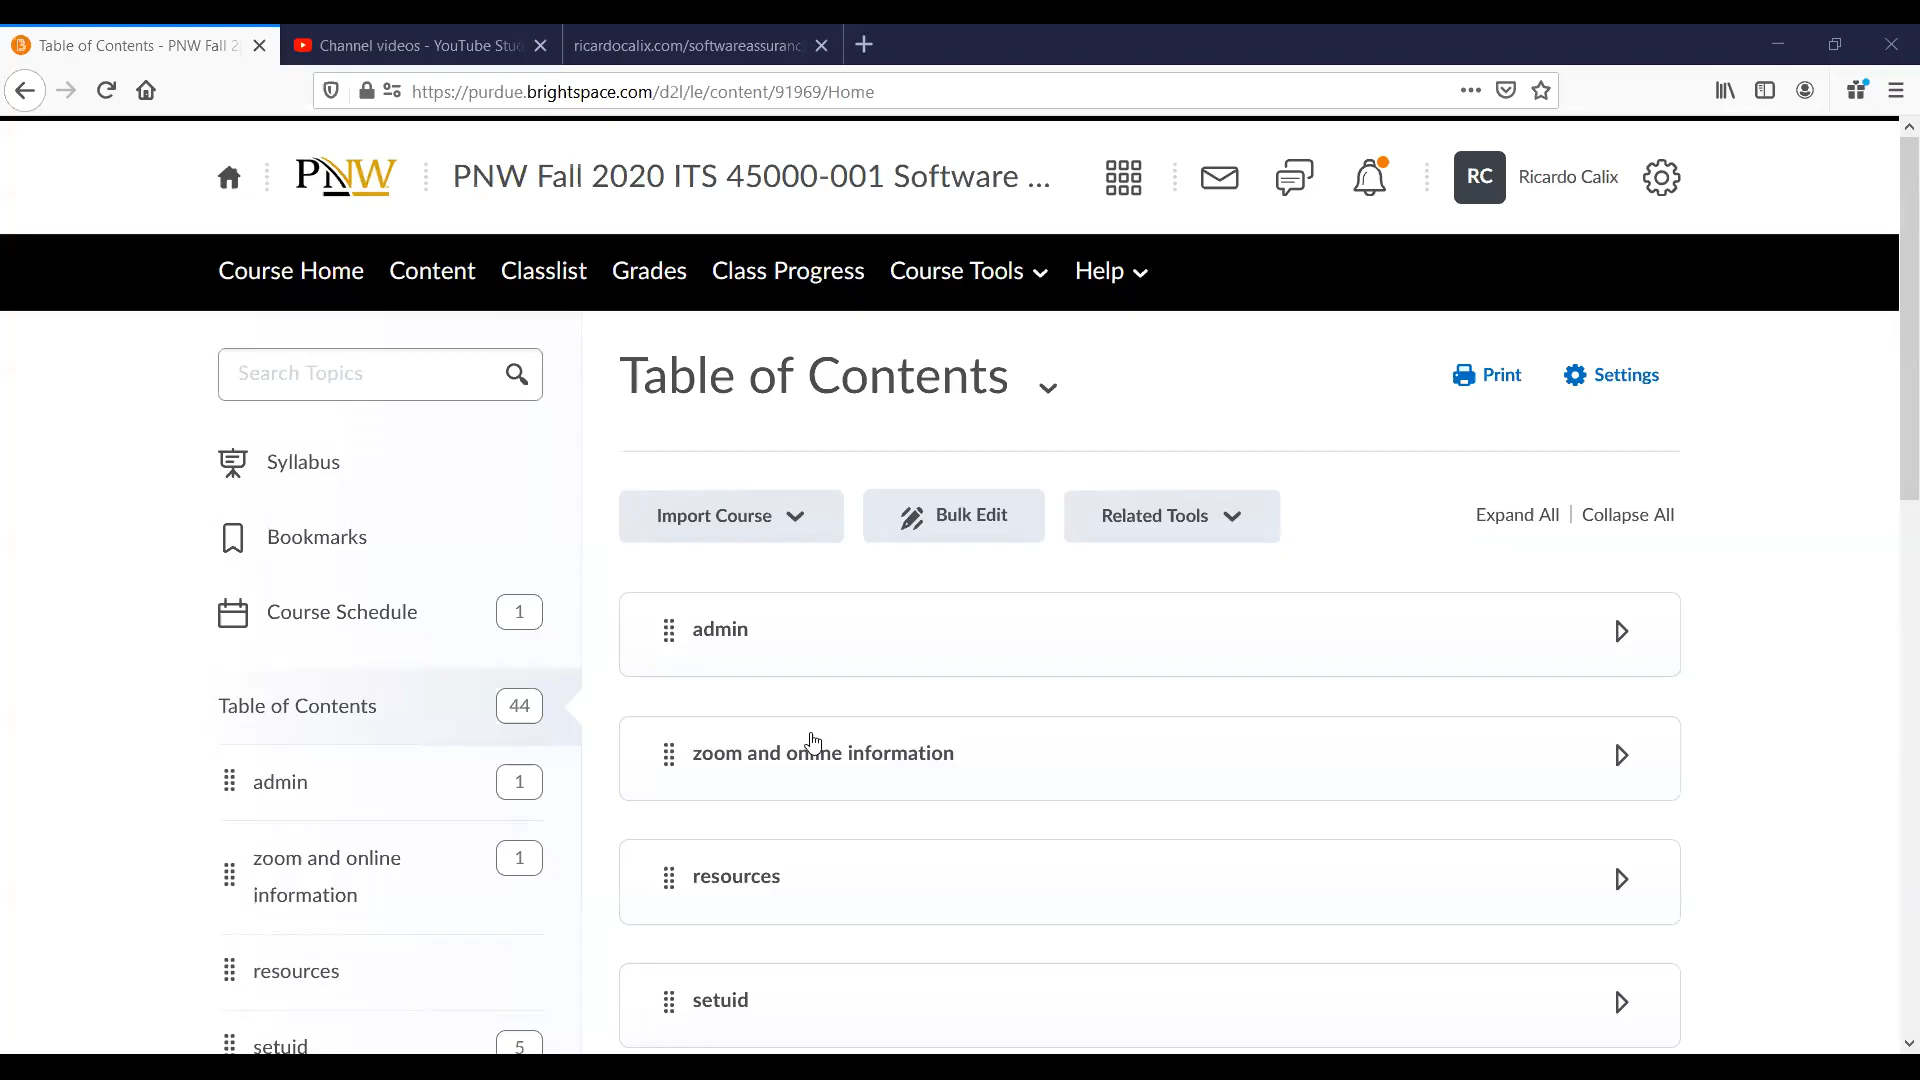 Table of Contents - PNW Fall 2
Channel videos - YouTube Stu
ricardocalix.com/softwareassuranc
https://purdue.brightspace.com/d2l/le/content/91969/Home
PNW
PNW Fall 2020 ITS 45000-001 Software ...
RC
Ricardo Calix
Course Home
Content
Classlist
Grades
Class Progress
Course Tools
Help
Search Topics
Syllabus
Bookmarks
Course Schedule
1
Table of Contents
44
admin
1
zoom and online
information
1
resources
setuid
5
Table of Contents
Print
Settings
Import Course
Bulk Edit
Related Tools
Expand All
Collapse All
admin
zoom and online information
resources
setuid